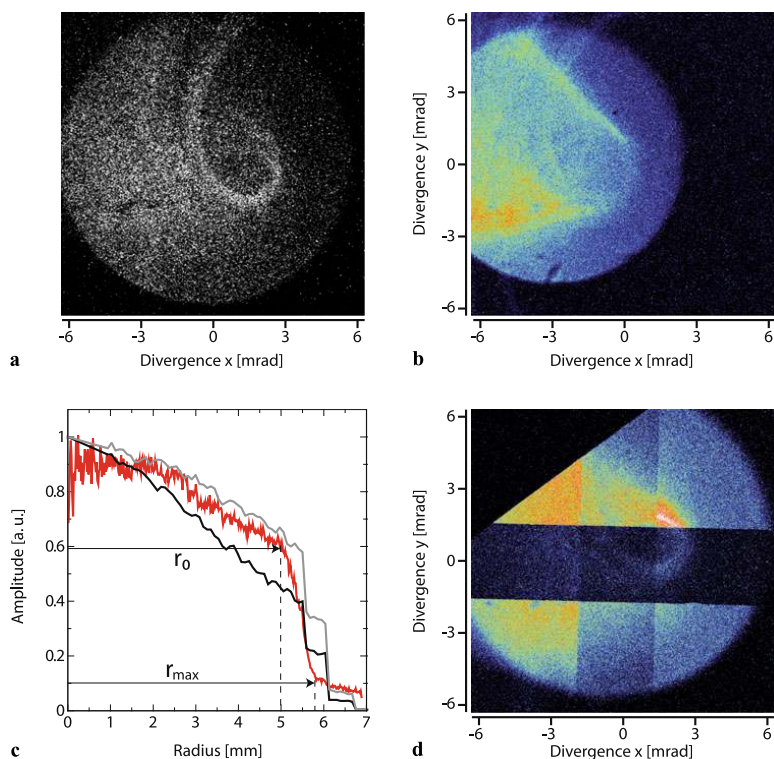 -6 -3 0 3 6
Divergence x [mrad]
a
6
3
0
-3
-6
Divergence y [mrad]
-6 -3 0 3 6
Divergence x [mrad]
b
1
0.8
0.6
0.4
0.2
0
Amplitude [a. u.]
r₀
rmax
0 1 2 3 4 5 6 7
Radius [mm]
c
6
3
0
-3
-6
Divergence y [mrad]
-6 -3 0 3 6
Divergence x [mrad]
d